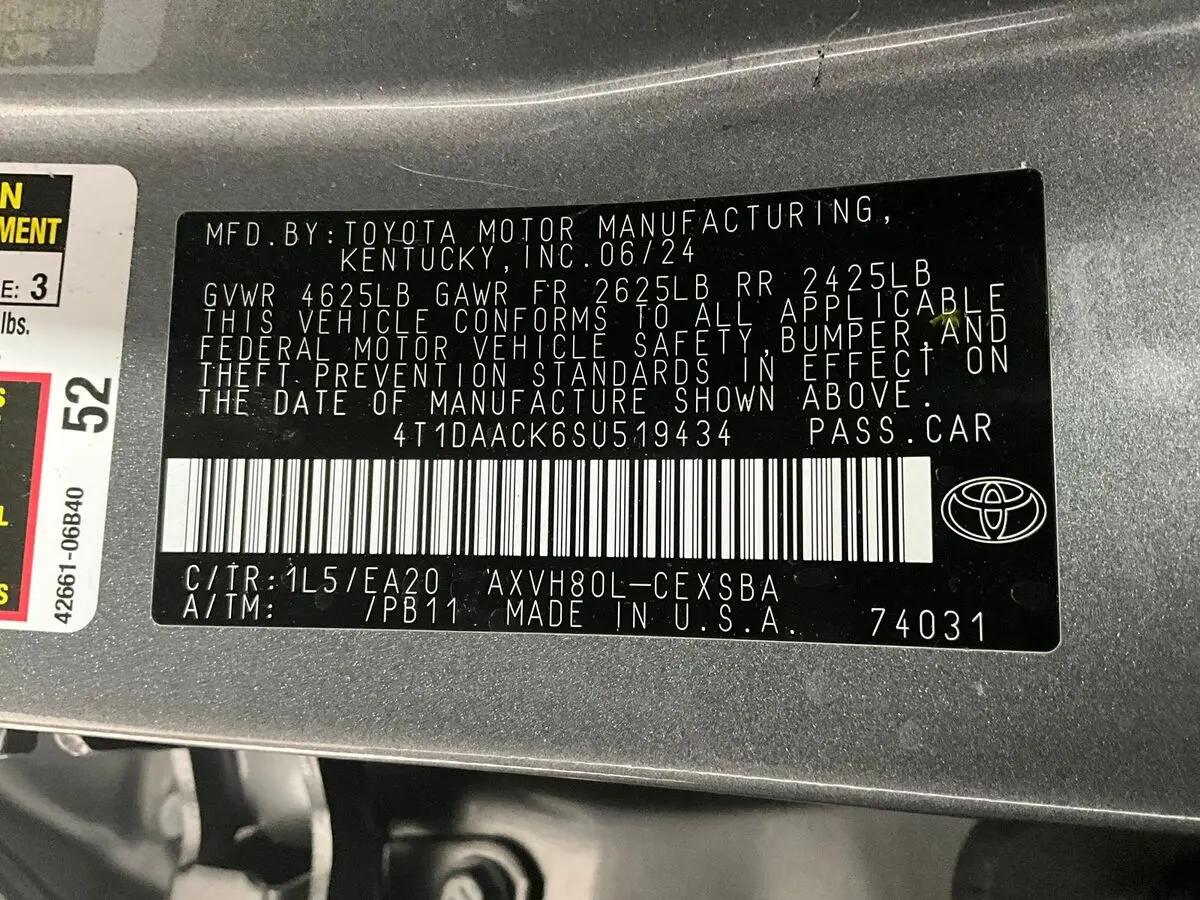 N
MENT
E: 3
lbs.
S
52
L
S
42661-06B40
MFD.BY:TOYOTA MOTOR MANUFACTURING,
KENTUCKY,INC.06/24
GVWR 4625LB GAWR FR 2625LB RR 2425LB
THIS VEHICLE CONFORMS TO ALL APPLICABLE
FEDERAL MOTOR VEHICLE SAFETY,BUMPER,AND
THEFT PREVENTION STANDARDS IN EFFECT ON
THE DATE OF MANUFACTURE SHOWN ABOVE.
4T1DAACK6SU519434 PASS.CAR
C/TR:1L5/EA20 AXVH80L-CEXSBA
A/TM: /PB11 MADE IN U.S.A. 74031